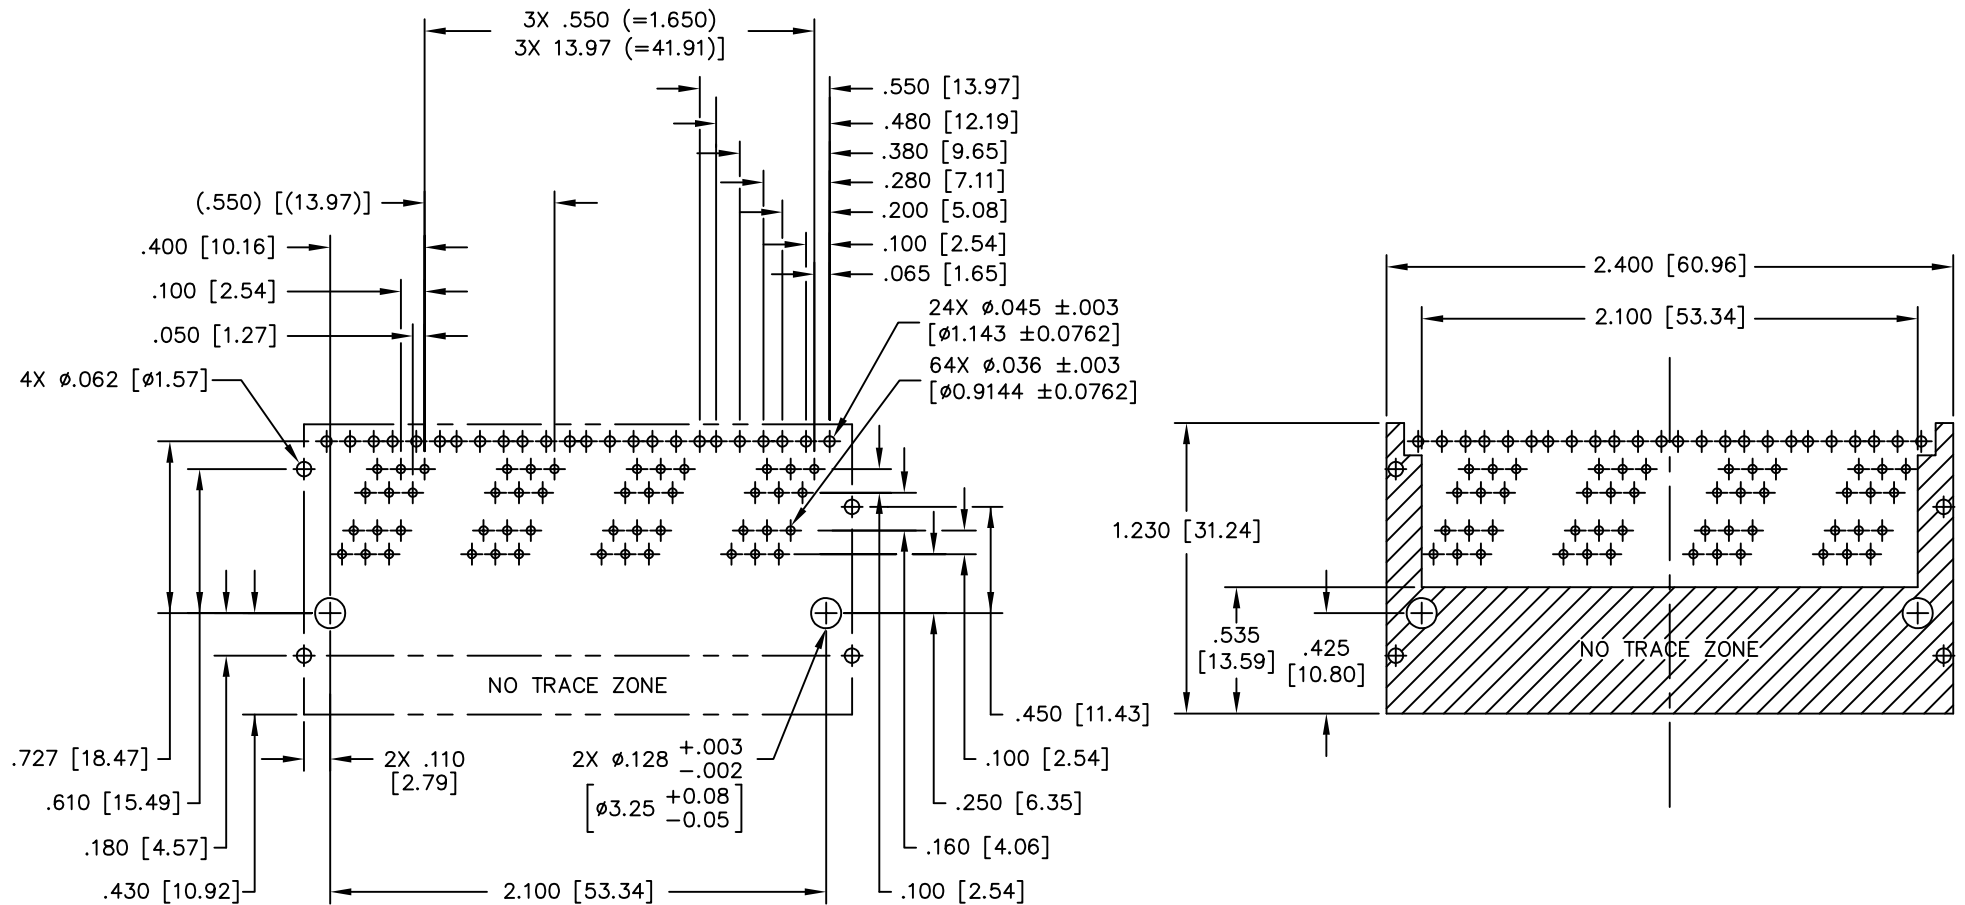 3X .550 (=1.650)
3X 13.97 (=41.91)]
.550 [13.97]
.480 [12.19]
.380 [9.65]
.280 [7.11]
(.550) [(13.97)]
.200 [5.08]
.400 [10.16]
.100 [2.54]
.065 [1.65]
.100 [2.54]
24X ø.045 ±.003
[ø1.143 ±0.0762]
.050 [1.27]
64X ø.036 ±.003
[ø0.9144 ±0.0762]
4X ø.062 [ø1.57]
NO TRACE ZONE
.450 [11.43]
.727 [18.47]
2X .110
[2.79]
2X ø.128 +.003
-.002
[ø3.25 +0.08
-0.05]
.100 [2.54]
.610 [15.49]
.250 [6.35]
.180 [4.57]
.160 [4.06]
.430 [10.92]
2.100 [53.34]
.100 [2.54]
2.400 [60.96]
2.100 [53.34]
1.230 [31.24]
.535
[13.59]
.425
[10.80]
NO TRACE ZONE